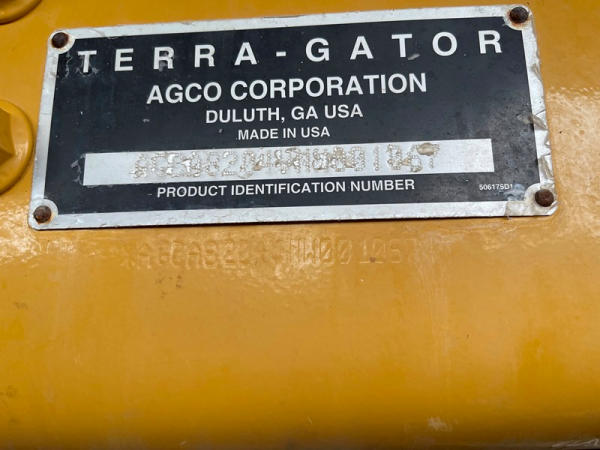 TERRA-GATOR
AGCO CORPORATION
DULUTH, GA USA
MADE IN USA
PRODUCT IDENTIFICATION NUMBER
506175D1